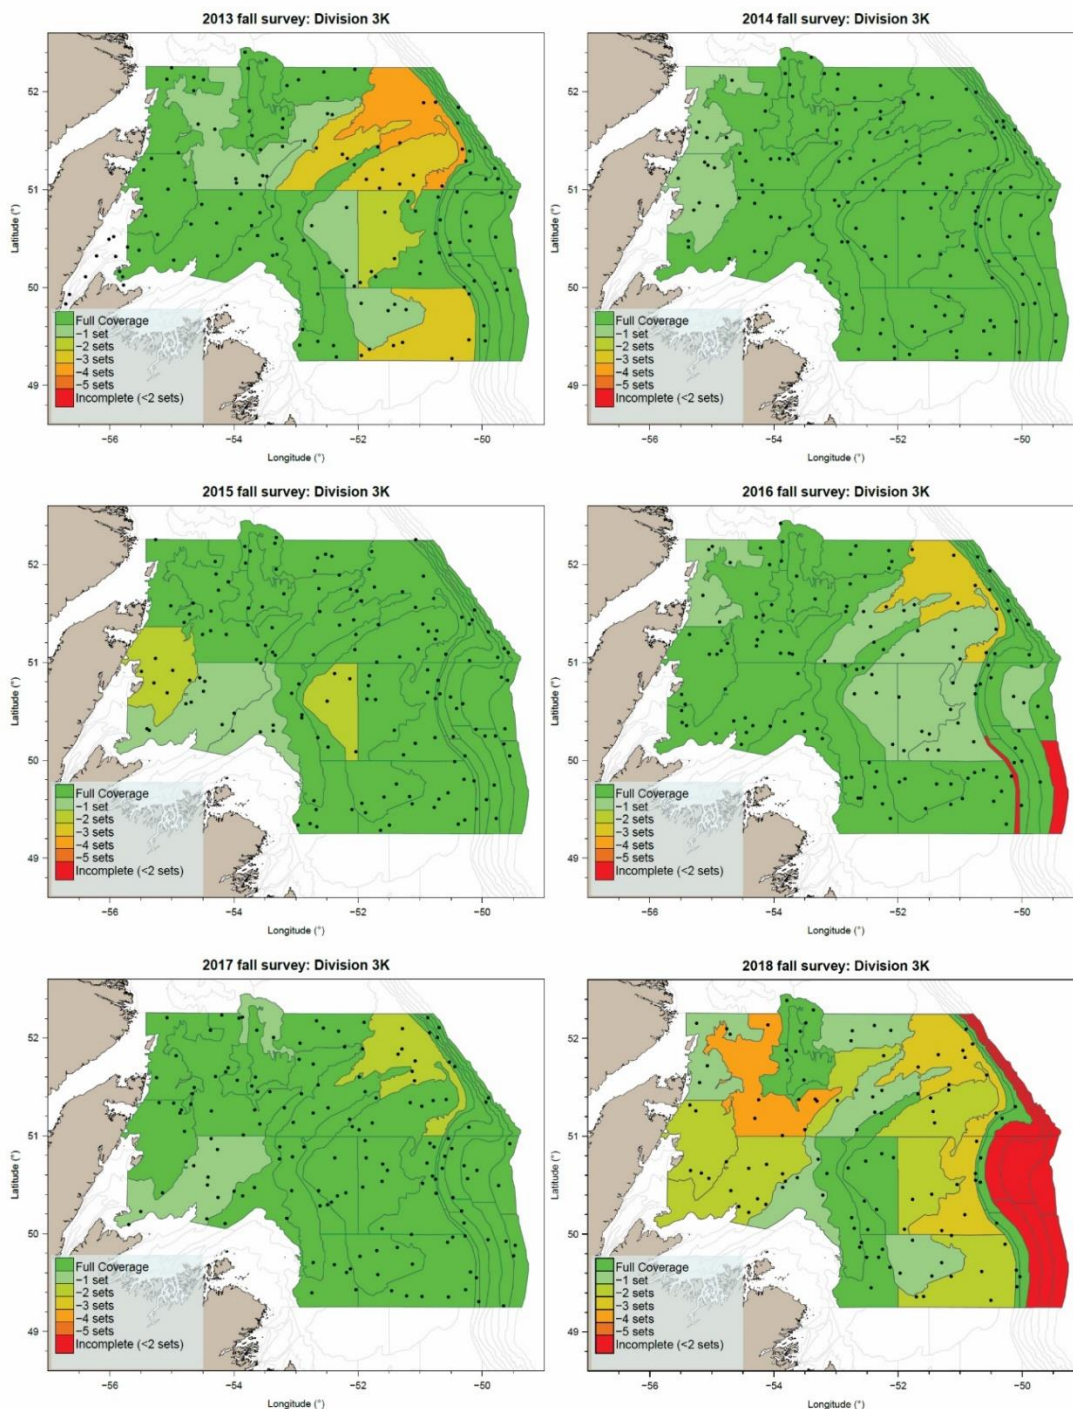 2013 fall survey: Division 3K
Latitude (°)
52
51
50
49
Full Coverage
−1 set
−2 sets
−3 sets
−4 sets
−5 sets
Incomplete (<2 sets)
−56
−54
−52
−50
Longitude (°)
2014 fall survey: Division 3K
Latitude (°)
52
51
50
49
Full Coverage
−1 set
−2 sets
−3 sets
−4 sets
−5 sets
Incomplete (<2 sets)
−56
−54
−52
−50
Longitude (°)
2015 fall survey: Division 3K
Latitude (°)
52
51
50
49
Full Coverage
−1 set
−2 sets
−3 sets
−4 sets
−5 sets
Incomplete (<2 sets)
−56
−54
−52
−50
Longitude (°)
2016 fall survey: Division 3K
Latitude (°)
52
51
50
49
Full Coverage
−1 set
−2 sets
−3 sets
−4 sets
−5 sets
Incomplete (<2 sets)
−56
−54
−52
−50
Longitude (°)
2017 fall survey: Division 3K
Latitude (°)
52
51
50
49
Full Coverage
−1 set
−2 sets
−3 sets
−4 sets
−5 sets
Incomplete (<2 sets)
−56
−54
−52
−50
Longitude (°)
2018 fall survey: Division 3K
Latitude (°)
52
51
50
49
Full Coverage
−1 set
−2 sets
−3 sets
−4 sets
−5 sets
Incomplete (<2 sets)
−56
−54
−52
−50
Longitude (°)